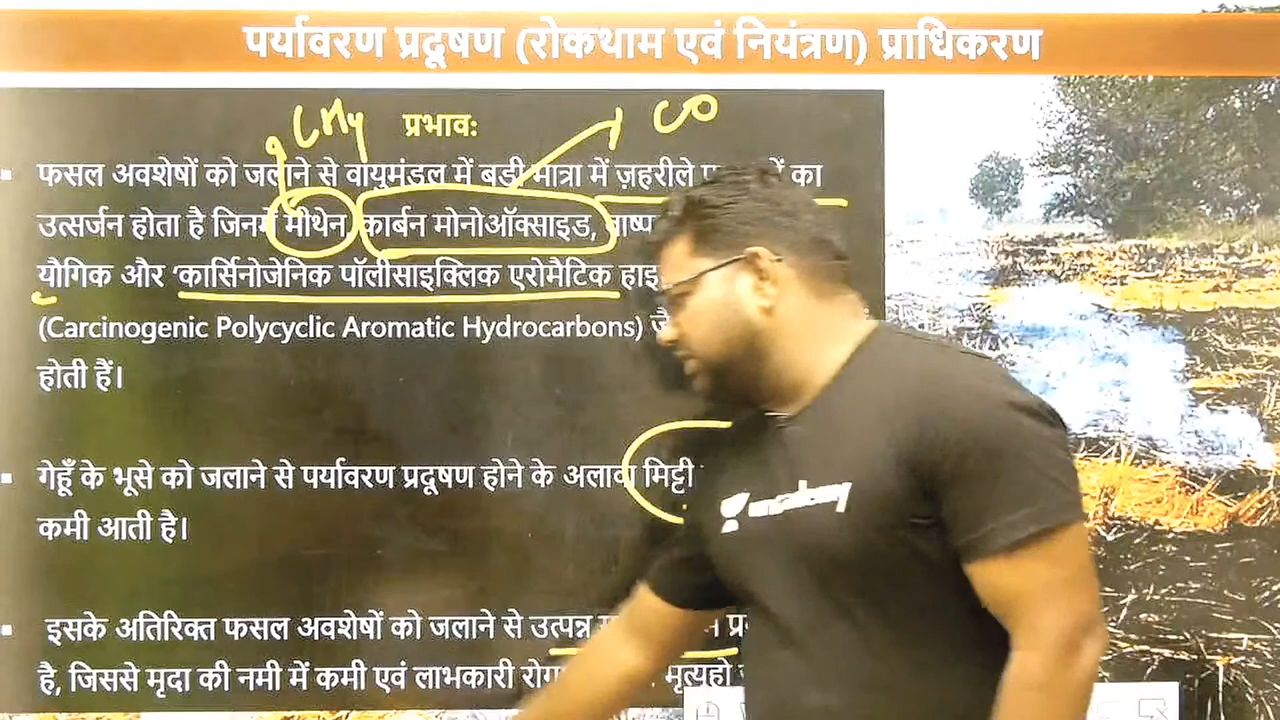 पर्यावरण प्रदूषण (रोकथाम एवं नियंत्रण) प्राधिकरण
CH4
प्रभावः
CO
फसल अवशेषों को जलाने से वायुमंडल में बड़ी मात्रा में ज़हरीले का
उत्सर्जन होता है जिनमें मीथेन, कार्बन मोनोऑक्साइड,
यौगिक और 'कार्सिनोजेनिक पॉलीसाइक्लिक एरोमैटिक
(Carcinogenic Polycyclic Aromatic Hydrocarbons)
होती हैं।
गेहूँ के भूसे को जलाने से पर्यावरण प्रदूषण होने के अलावा मिट्टी
कमी आती है।
unacademy
इसके अतिरिक्त फसल अवशेषों को जलाने से उत्पन्न
है, जिससे मृदा की नमी में कमी एवं लाभकारी